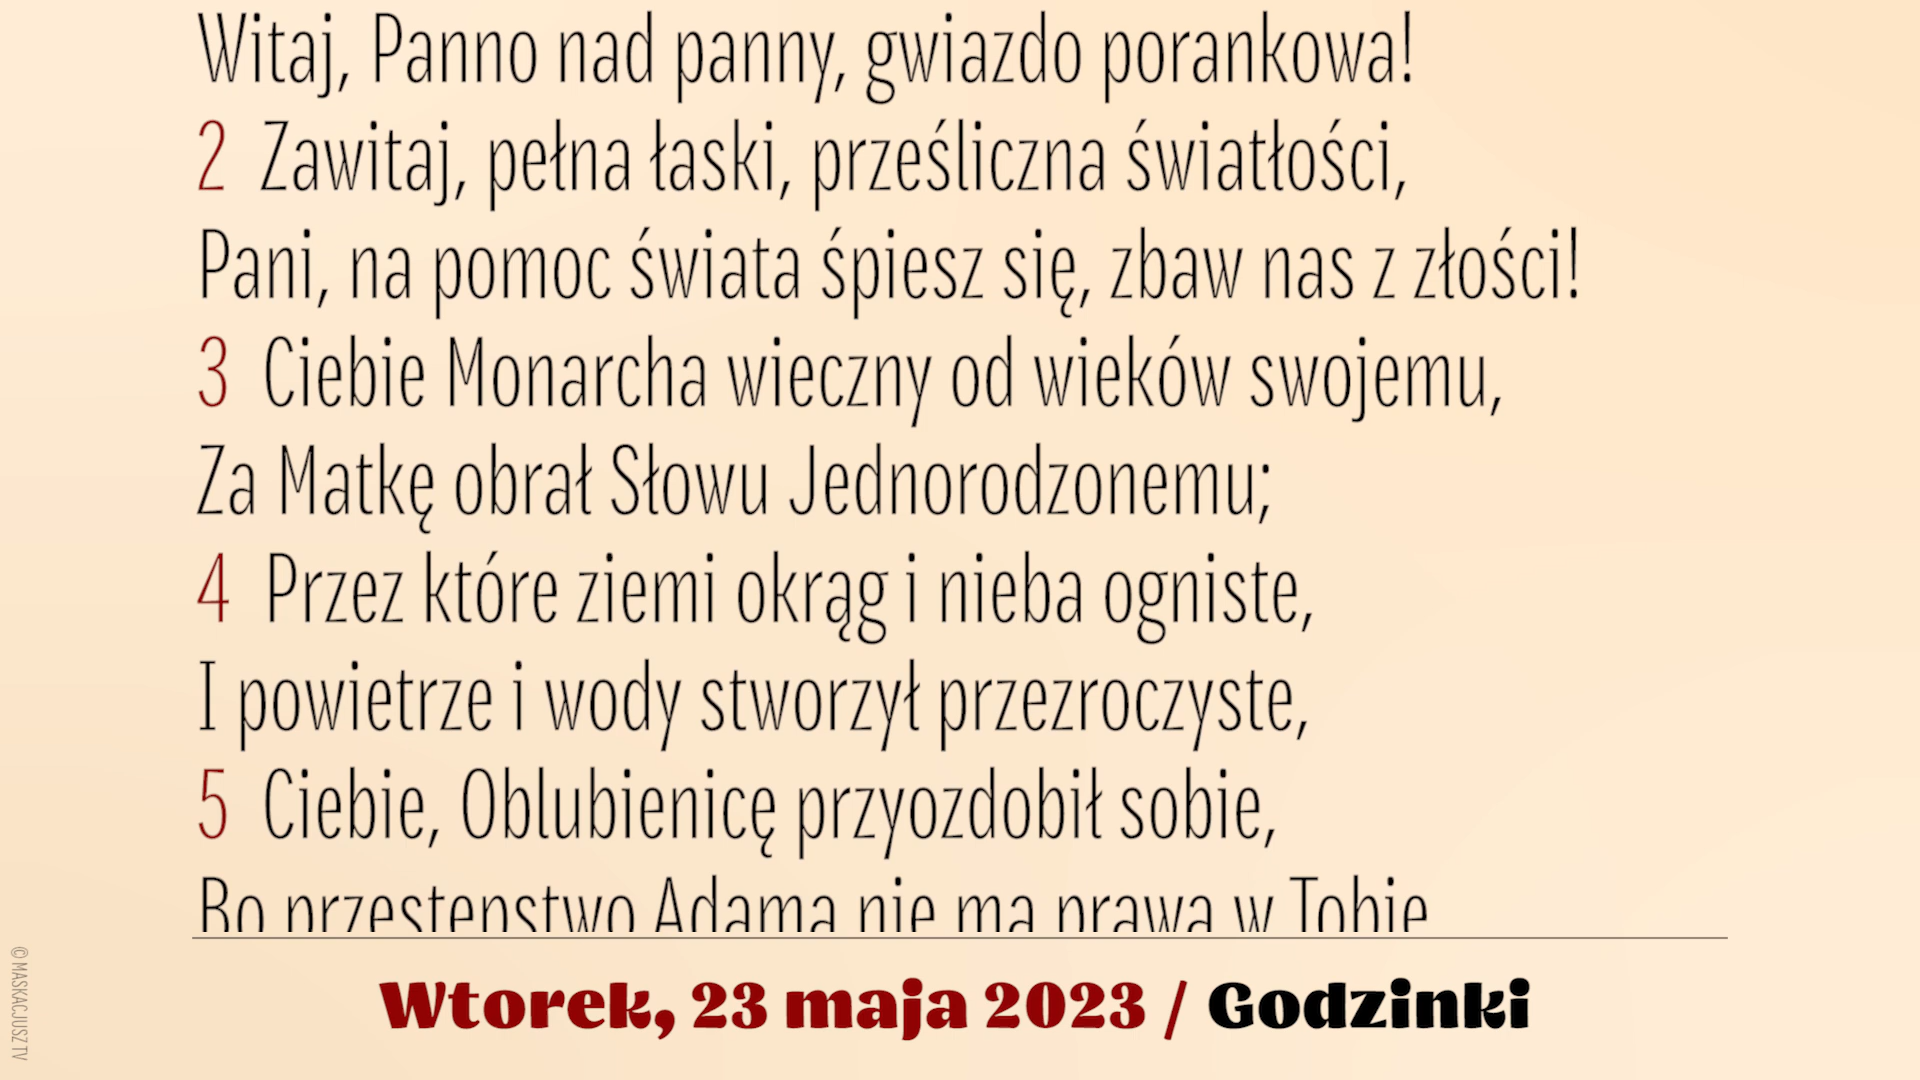 Witaj, Panno nad panny, gwiazdo porankowa!
2 Zawitaj, pełna łaski, prześliczna światłości,
Pani, na pomoc świata śpiesz się, zbaw nas z złości!
3 Ciebie Monarcha wieczny od wieków swojemu,
Za Matkę obrał Słowu Jednorodzonemu;
4 Przez które ziemi okrąg i nieba ogniste,
I powietrze i wody stworzył przezroczyste,
5 Ciebie, Oblubienicę przyozdobił sobie,
Bo przestępstwo Adama nie ma prawa w Tobie
Wtorek, 23 maja 2023 / Godzinki
© MASKACJUSZ TV